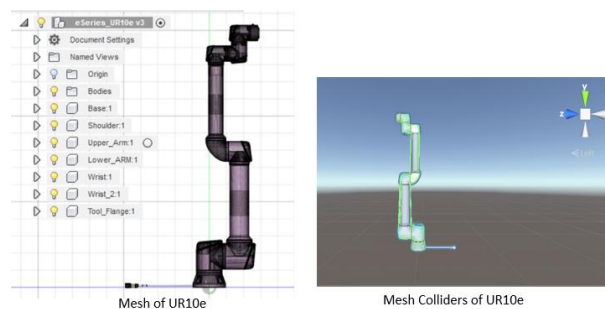 eSeries_UR10e v3
Document Settings
Named Views
Origin
Bodies
Base:1
Shoulder:1
Upper_Arm:1
Lower_ARM:1
Wrist:1
Wrist_2:1
Tool_Flange:1
Mesh of UR10e
y
z
Left
Mesh Colliders of UR10e